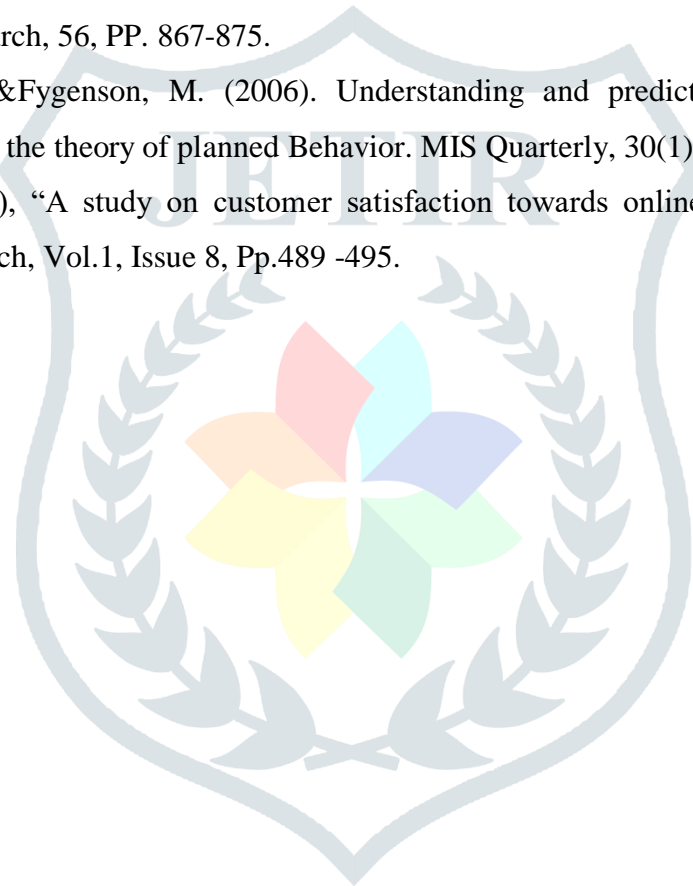 arch, 56, PP. 867-875.
&Fygenson, M. (2006). Understanding and predict
the theory of planned Behavior. MIS Quarterly, 30(1)
), “A study on customer satisfaction towards online
ch, Vol.1, Issue 8, Pp.489 -495.
JETIR